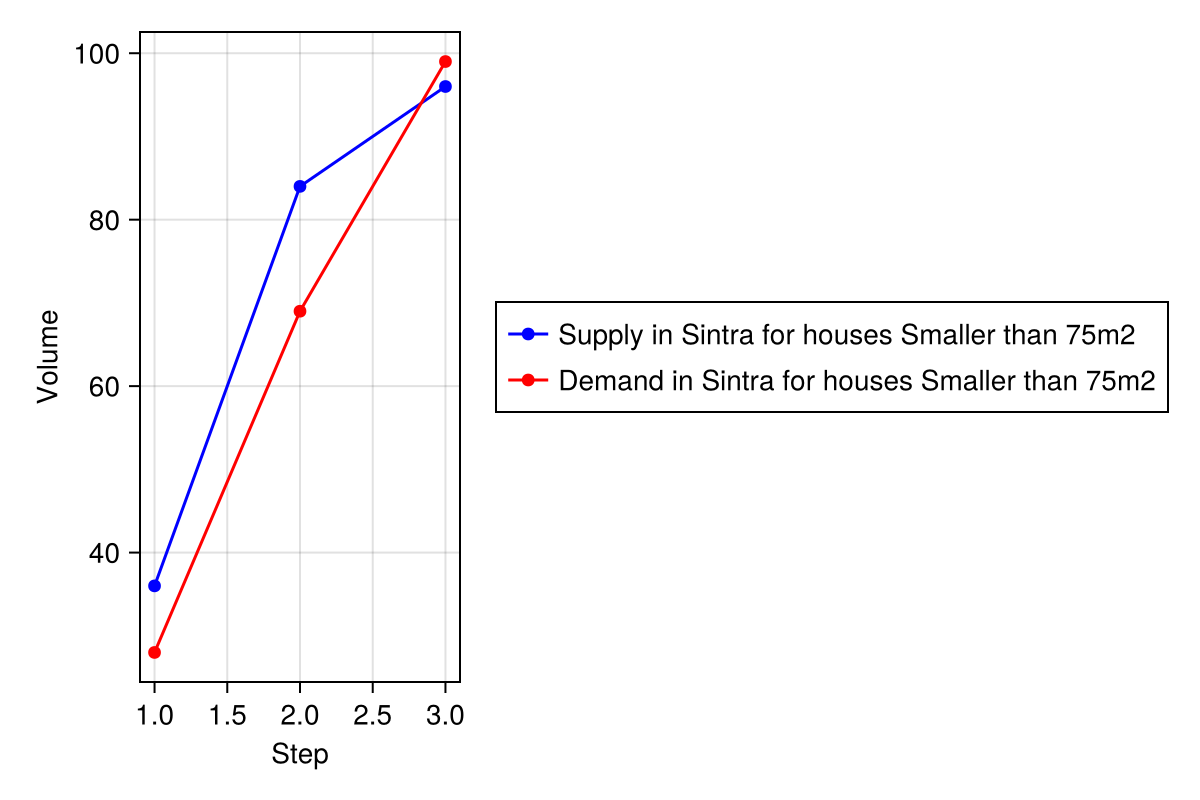 100
80
60
40
Volume
1.0 1.5 2.0 2.5 3.0
Step
Supply in Sintra for houses Smaller than 75m2
Demand in Sintra for houses Smaller than 75m2